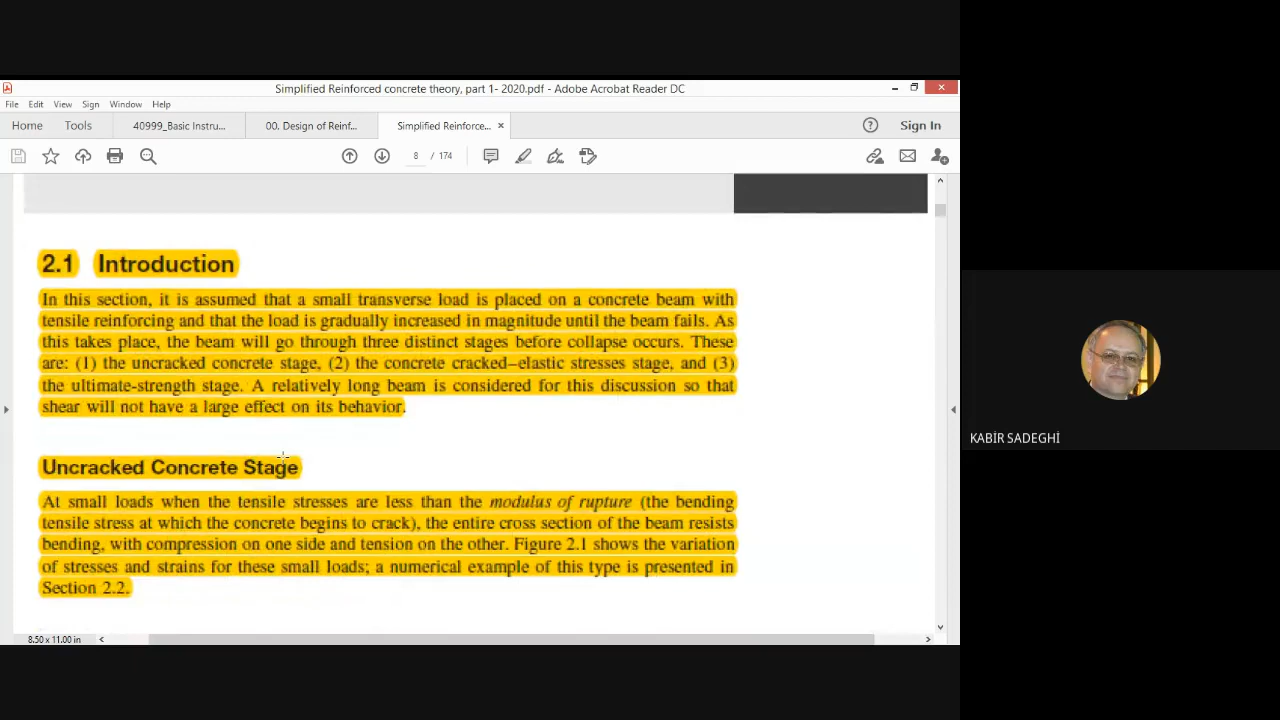 Simplified Reinforced concrete theory, part 1- 2020.pdf - Adobe Acrobat Reader DC
File Edit View Sign Window Help
Home Tools 40999_Basic Instru... 00. Design of Reinf... Simplified Reinforce... × Sign In
8 / 174
2.1 Introduction
In this section, it is assumed that a small transverse load is placed on a concrete beam with
tensile reinforcing and that the load is gradually increased in magnitude until the beam fails. As
this takes place, the beam will go through three distinct stages before collapse occurs. These
are: (1) the uncracked concrete stage, (2) the concrete cracked–elastic stresses stage, and (3)
the ultimate-strength stage. A relatively long beam is considered for this discussion so that
shear will not have a large effect on its behavior.
Uncracked Concrete Stage
At small loads when the tensile stresses are less than the modulus of rupture (the bending
tensile stress at which the concrete begins to crack), the entire cross section of the beam resists
bending, with compression on one side and tension on the other. Figure 2.1 shows the variation
of stresses and strains for these small loads; a numerical example of this type is presented in
Section 2.2.
8.50 x 11.00 in
KABİR SADEGHİ